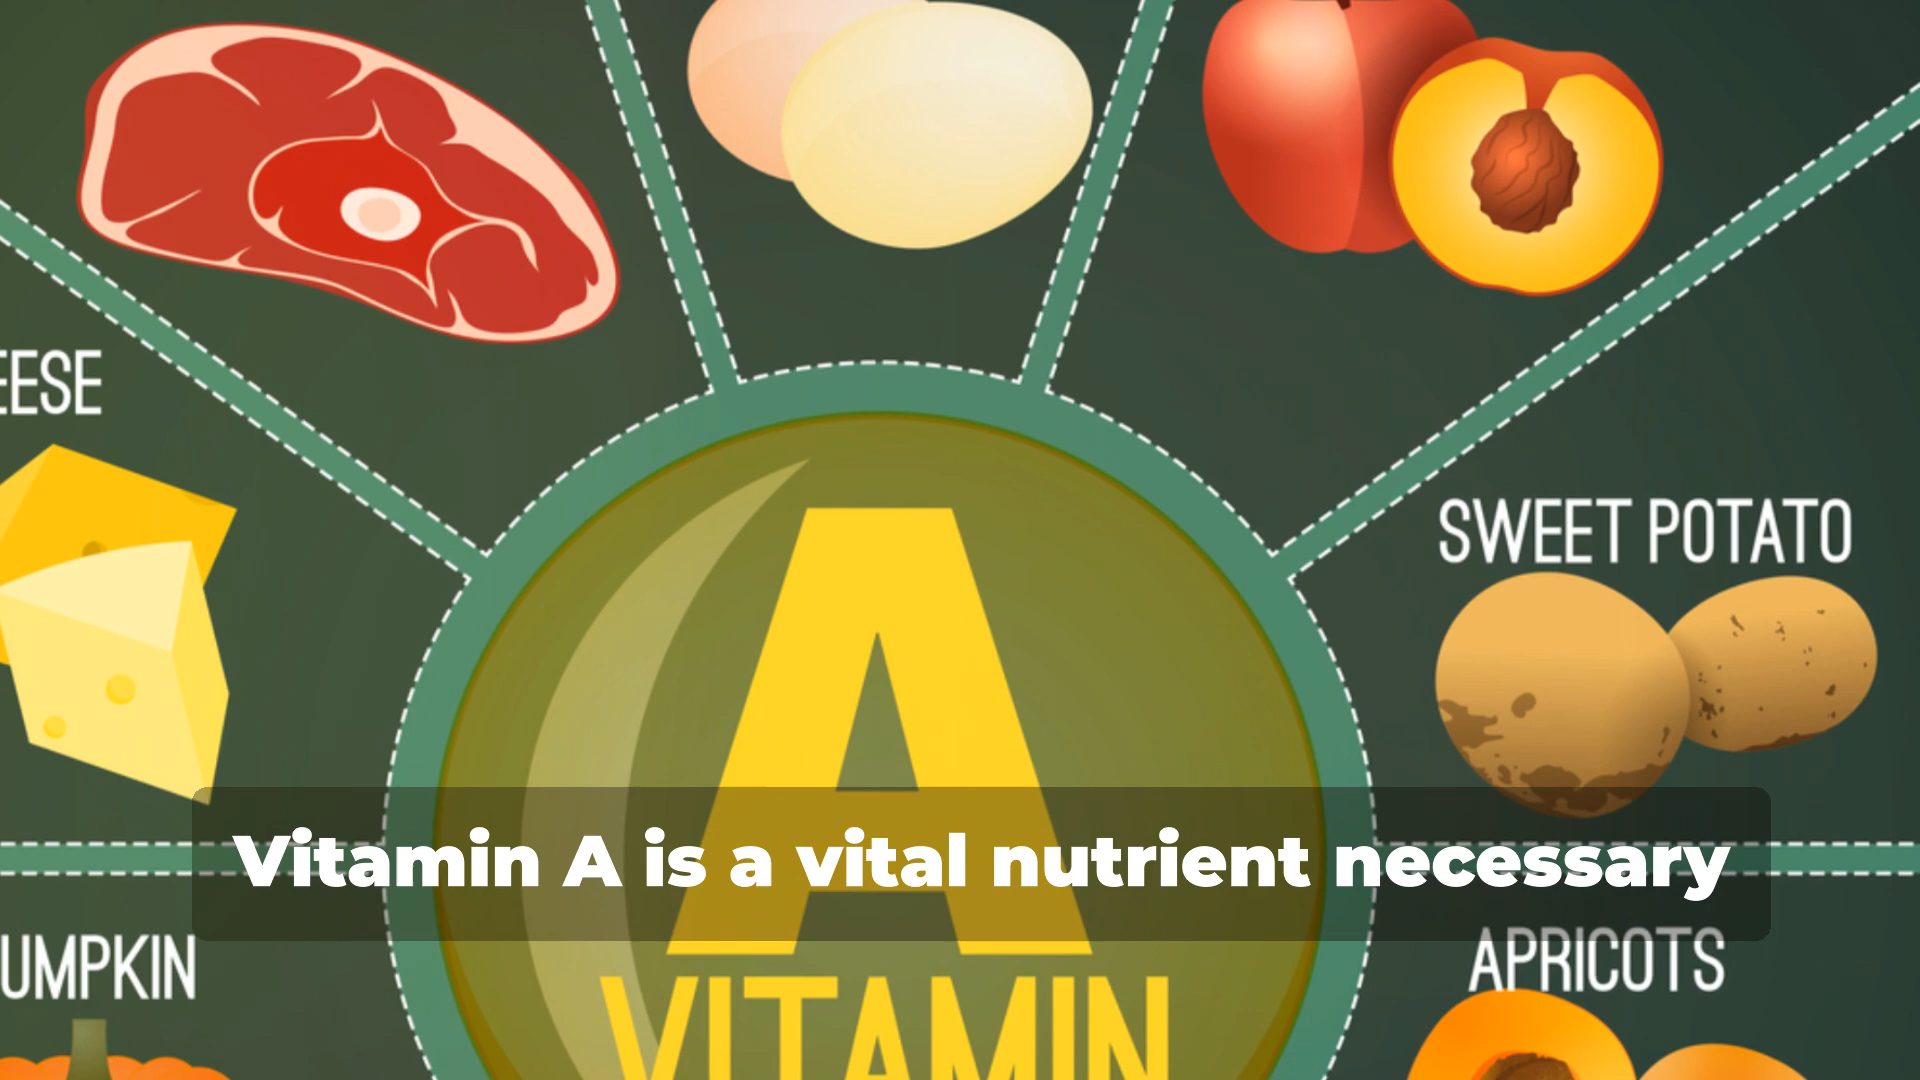 EESE
SWEET POTATO
A
Vitamin A is a vital nutrient necessary
UMPKIN
APRICOTS
VITAMIN